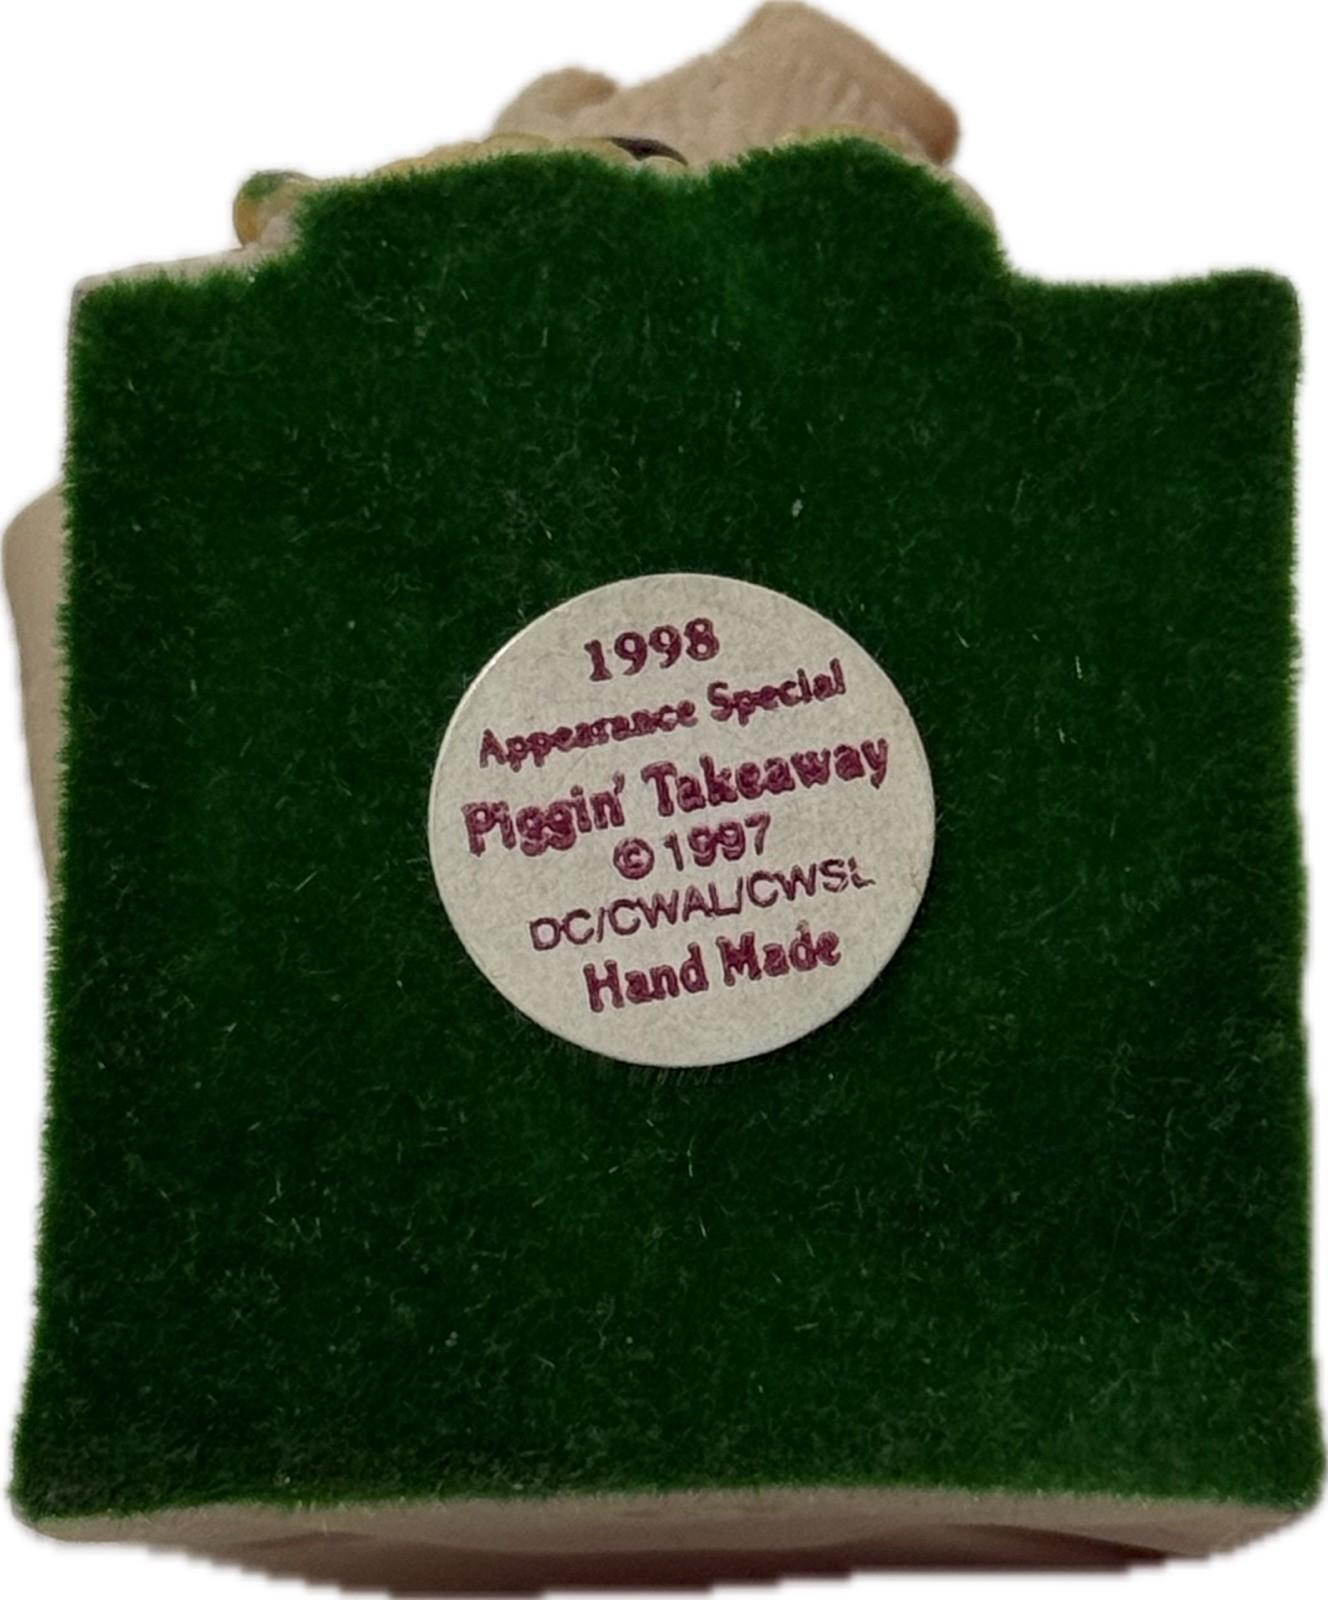 1998
Appearance Special
Piggin' Takeaway
© 1997
DC/CWAL/CWSL
Hand Made